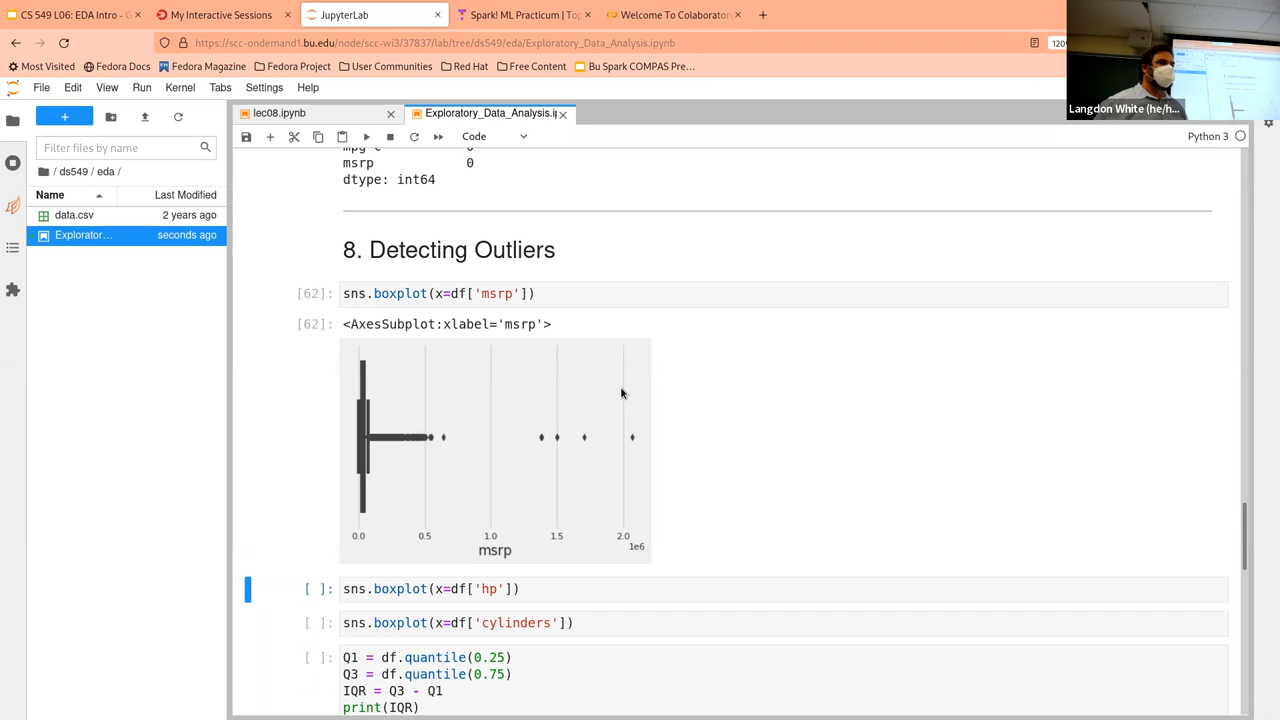 CS 549 L06: EDA Intro - G
My Interactive Sessions
JupyterLab
Spark! ML Practicum | Top
Welcome To Colaborator
https://scc-ondemand1.bu.edu/node/scc-wi3/37837/lab/tree/ds549/eda/Exploratory_Data_Analysis.ipynb
120%
Most Visited
Fedora Docs
Fedora Magazine
Fedora Project
User Communities
Red Hat
Free Content
Bu Spark COMPAS Pre…
Langdon White (he/h...
File Edit View Run Kernel Tabs Settings Help
lec08.ipynb
Exploratory_Data_Analysis.ip
Code
Python 3
Filter files by name
/ ds549 / eda /
Name Last Modified
data.csv 2 years ago
Explorator… seconds ago
msrp 0
dtype: int64
8. Detecting Outliers
[62]: sns.boxplot(x=df['msrp'])
[62]: <AxesSubplot:xlabel='msrp'>
0.0 0.5 1.0 1.5 2.0
1e6
msrp
[ ]: sns.boxplot(x=df['hp'])
[ ]: sns.boxplot(x=df['cylinders'])
[ ]: Q1 = df.quantile(0.25)
Q3 = df.quantile(0.75)
IQR = Q3 - Q1
print(IQR)